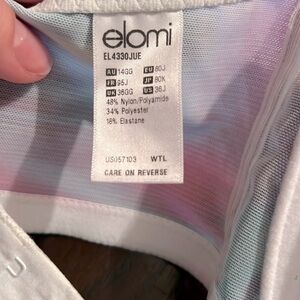 elomi
EL4330JUE
AU 14GG EU 80J
FR 95J JP 80K
UK 36GG US 36J
48% Nylon/Polyamide
34% Polyester
18% Elastane
US057103 WTL
CARE ON REVERSE